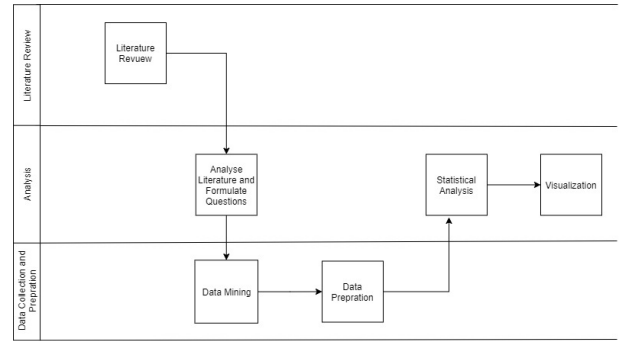 Literature Review
Literature
Revuew
Analysis
Analyse
Literature and
Formulate
Questions
Statistical
Analysis
Visualization
Data Collection and
Prepration
Data Mining
Data
Prepration